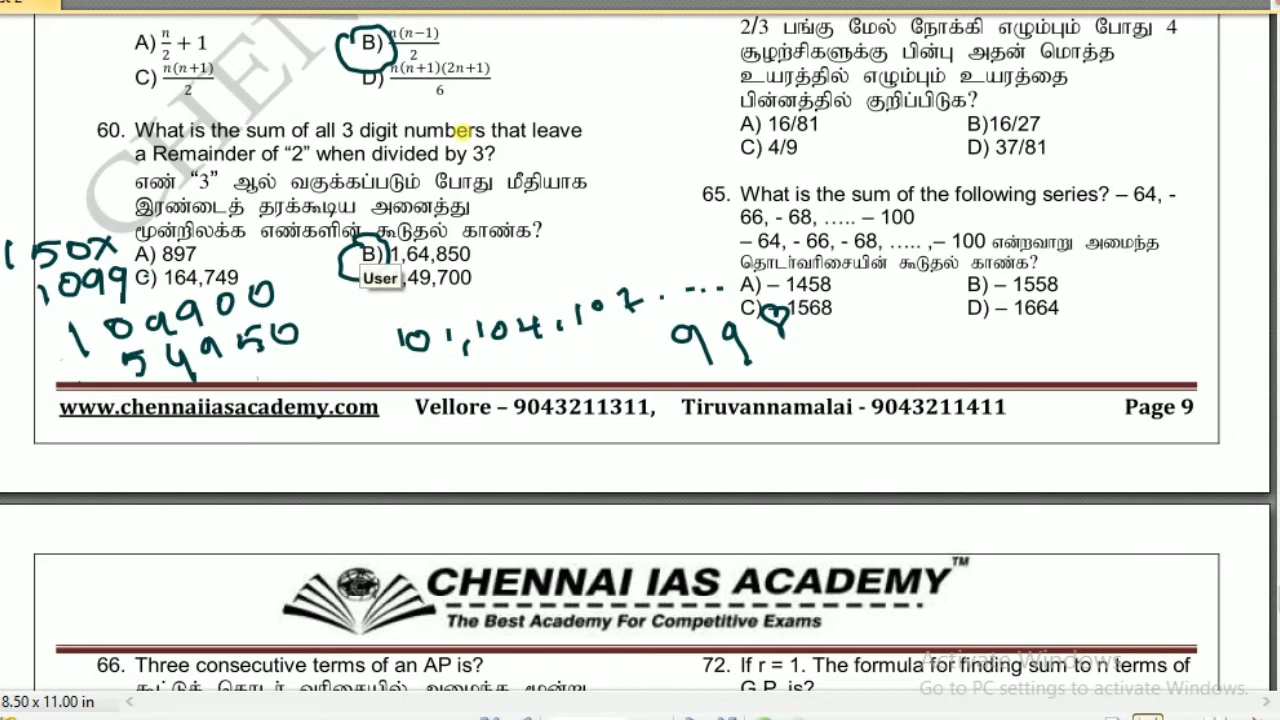 A) n/2 + 1
B) n(n−1)/2
C) n(n+1)/2
D) n(n+1)(2n+1)/6
60. What is the sum of all 3 digit numbers that leave
a Remainder of “2” when divided by 3?
எண் “3” ஆல் வகுக்கப்படும் போது மீதியாக
இரண்டைத் தரக்கூடிய அனைத்து
மூன்றிலக்க எண்களின் கூடுதல் காண்க?
A) 897
B) 1,64,850
C) 164,749
,49,700
User
150x
1099
109900
54950
101,104,107.....
998
2/3 பங்கு மேல் நோக்கி எழும்பும் போது 4
சூழற்சிகளுக்கு பின்பு அதன் மொத்த
உயரத்தில் எழும்பும் உயரத்தை
பின்னத்தில் குறிப்பிடுக?
A) 16/81
B)16/27
C) 4/9
D) 37/81
65. What is the sum of the following series? – 64, -
66, - 68, ….. – 100
– 64, - 66, - 68, ….. ,– 100 என்றவாறு அமைந்த
தொடர்வரிசையின் கூடுதல் காண்க?
A) – 1458
B) – 1558
C) – 1568
D) – 1664
www.chennaiiasacademy.com Vellore – 9043211311, Tiruvannamalai - 9043211411 Page 9
CHENNAI IAS ACADEMY™
The Best Academy For Competitive Exams
66. Three consecutive terms of an AP is?
72. If r = 1. The formula for finding sum to n terms of
G.P. is?
Activate Windows
Go to PC settings to activate Windows.
8.50 x 11.00 in